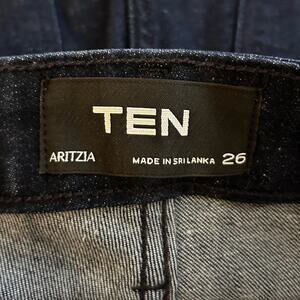 TEN
ARITZIA MADE IN SRI LANKA 26